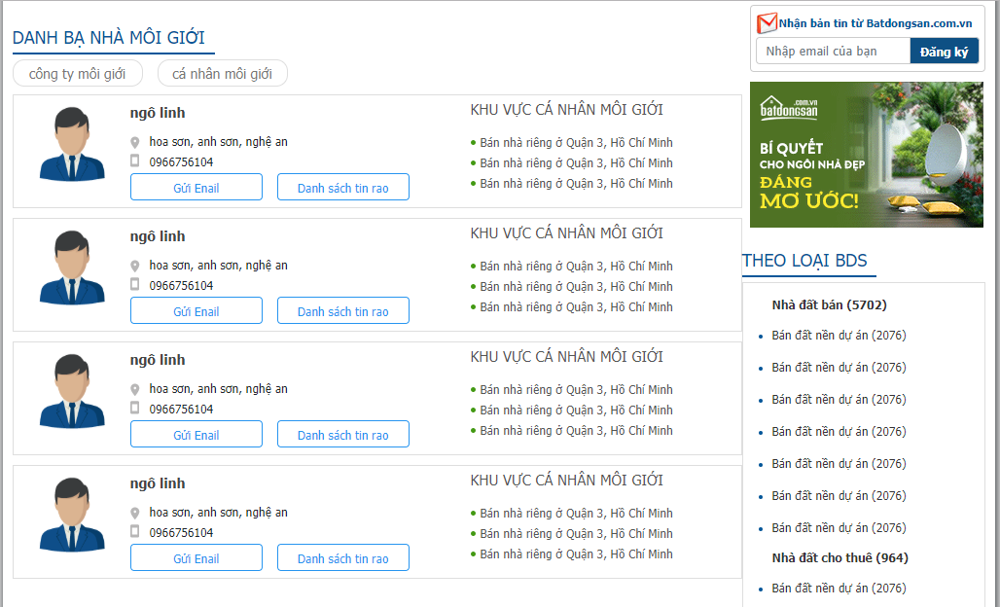 DANH BẠ NHÀ MÔI GIỚI
công ty môi giới
cá nhân môi giới
ngô linh
hoa sơn, anh sơn, nghệ an
0966756104
Gửi Enail
Danh sách tin rao
KHU VỰC CÁ NHÂN MÔI GIỚI
Bán nhà riêng ở Quận 3, Hồ Chí Minh
Bán nhà riêng ở Quận 3, Hồ Chí Minh
Bán nhà riêng ở Quận 3, Hồ Chí Minh
ngô linh
hoa sơn, anh sơn, nghệ an
0966756104
Gửi Enail
Danh sách tin rao
KHU VỰC CÁ NHÂN MÔI GIỚI
Bán nhà riêng ở Quận 3, Hồ Chí Minh
Bán nhà riêng ở Quận 3, Hồ Chí Minh
Bán nhà riêng ở Quận 3, Hồ Chí Minh
ngô linh
hoa sơn, anh sơn, nghệ an
0966756104
Gửi Enail
Danh sách tin rao
KHU VỰC CÁ NHÂN MÔI GIỚI
Bán nhà riêng ở Quận 3, Hồ Chí Minh
Bán nhà riêng ở Quận 3, Hồ Chí Minh
Bán nhà riêng ở Quận 3, Hồ Chí Minh
ngô linh
hoa sơn, anh sơn, nghệ an
0966756104
Gửi Enail
Danh sách tin rao
KHU VỰC CÁ NHÂN MÔI GIỚI
Bán nhà riêng ở Quận 3, Hồ Chí Minh
Bán nhà riêng ở Quận 3, Hồ Chí Minh
Bán nhà riêng ở Quận 3, Hồ Chí Minh
Nhận bản tin từ Batdongsan.com.vn
Nhập email của bạn
Đăng ký
.com.vn
batdongsan
BÍ QUYẾT
CHO NGÔI NHÀ ĐẸP
ĐÁNG
MƠ ƯỚC!
THEO LOẠI BDS
Nhà đất bán (5702)
Bán đất nền dự án (2076)
Bán đất nền dự án (2076)
Bán đất nền dự án (2076)
Bán đất nền dự án (2076)
Bán đất nền dự án (2076)
Bán đất nền dự án (2076)
Bán đất nền dự án (2076)
Nhà đất cho thuê (964)
Bán đất nền dự án (2076)